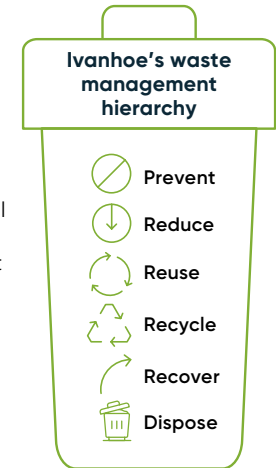 Ivanhoe's waste
management
hierarchy
Prevent
Reduce
Reuse
Recycle
Recover
Dispose